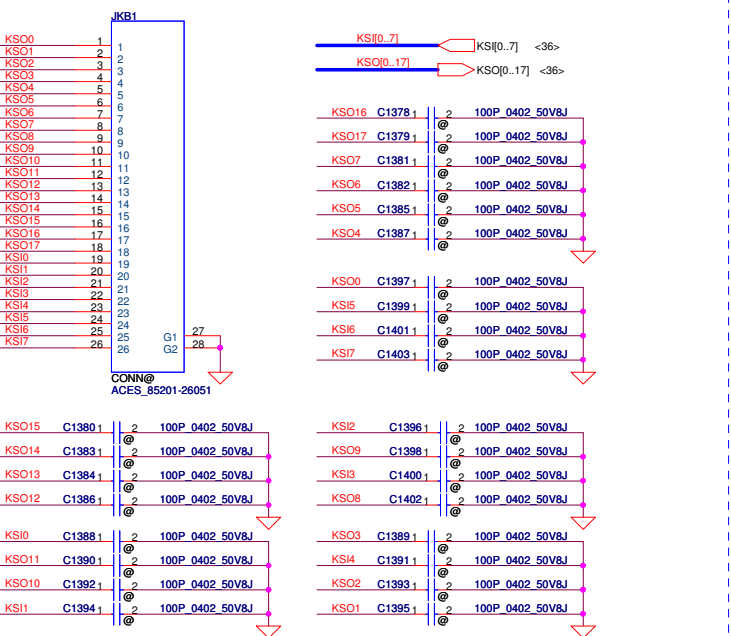 JKB1
KSO0 1 1
KSO1 2 2
KSO2 3 3
KSO3 4 4
KSO4 5 5
KSO5 6 6
KSO6 7 7
KSO7 8 8
KSO8 9 9
KSO9 10 10
KSO10 11 11
KSO11 12 12
KSO12 13 13
KSO13 14 14
KSO14 15 15
KSO15 16 16
KSO16 17 17
KSO17 18 18
KSI0 19 19
KSI1 20 20
KSI2 21 21
KSI3 22 22
KSI4 23 23
KSI5 24 24
KSI6 25 25 G1 27
KSI7 26 26 G2 28
CONN@
ACES_85201-26051
KSI[0..7] KSI[0..7] <36>
KSO[0..17] KSO[0..17] <36>
KSO16 C1378 1 2 100P_0402_50V8J
@
KSO17 C1379 1 2 100P_0402_50V8J
@
KSO7 C1381 1 2 100P_0402_50V8J
@
KSO6 C1382 1 2 100P_0402_50V8J
@
KSO5 C1385 1 2 100P_0402_50V8J
@
KSO4 C1387 1 2 100P_0402_50V8J
@
KSO0 C1397 1 2 100P_0402_50V8J
@
KSI5 C1399 1 2 100P_0402_50V8J
@
KSI6 C1401 1 2 100P_0402_50V8J
@
KSI7 C1403 1 2 100P_0402_50V8J
@
KSO15 C1380 1 2 100P_0402_50V8J
@
KSO14 C1383 1 2 100P_0402_50V8J
@
KSO13 C1384 1 2 100P_0402_50V8J
@
KSO12 C1386 1 2 100P_0402_50V8J
@
KSI2 C1396 1 2 100P_0402_50V8J
@
KSO9 C1398 1 2 100P_0402_50V8J
@
KSI3 C1400 1 2 100P_0402_50V8J
@
KSO8 C1402 1 2 100P_0402_50V8J
@
KSI0 C1388 1 2 100P_0402_50V8J
@
KSO11 C1390 1 2 100P_0402_50V8J
@
KSO10 C1392 1 2 100P_0402_50V8J
@
KSI1 C1394 1 2 100P_0402_50V8J
@
KSO3 C1389 1 2 100P_0402_50V8J
@
KSI4 C1391 1 2 100P_0402_50V8J
@
KSO2 C1393 1 2 100P_0402_50V8J
@
KSO1 C1395 1 2 100P_0402_50V8J
@